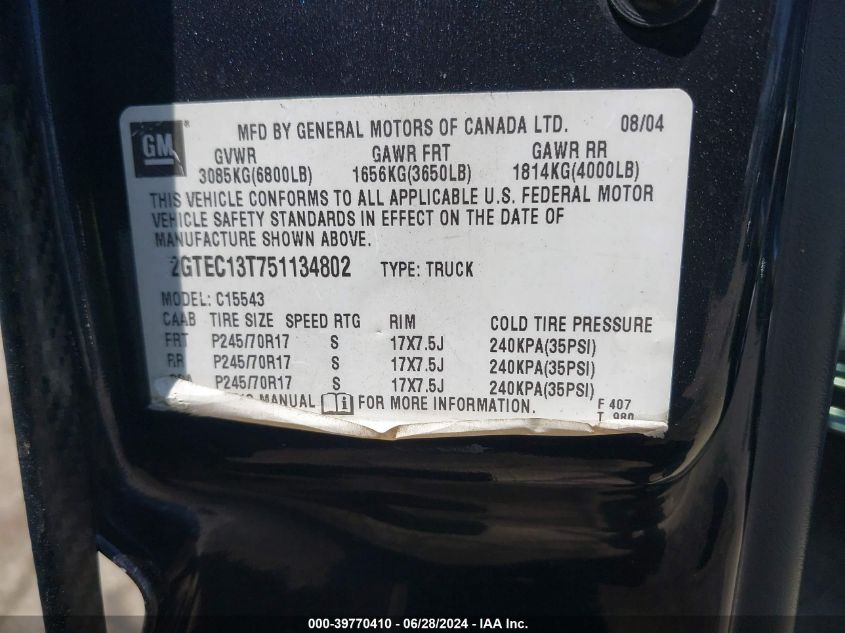 GM ®
MFD BY GENERAL MOTORS OF CANADA LTD. 08/04
GVWR GAWR FRT GAWR RR
3085KG(6800LB) 1656KG(3650LB) 1814KG(4000LB)
THIS VEHICLE CONFORMS TO ALL APPLICABLE U.S. FEDERAL MOTOR
VEHICLE SAFETY STANDARDS IN EFFECT ON THE DATE OF
MANUFACTURE SHOWN ABOVE.
2GTEC13T751134802 TYPE: TRUCK
MODEL: C15543
CAAB TIRE SIZE SPEED RTG RIM COLD TIRE PRESSURE
FRT P245/70R17 S 17X7.5J 240KPA(35PSI)
RR P245/70R17 S 17X7.5J 240KPA(35PSI)
P245/70R17 S 17X7.5J 240KPA(35PSI)
MANUAL FOR MORE INFORMATION. F 407
T 980
000-39770410 - 06/28/2024 - IAA Inc.